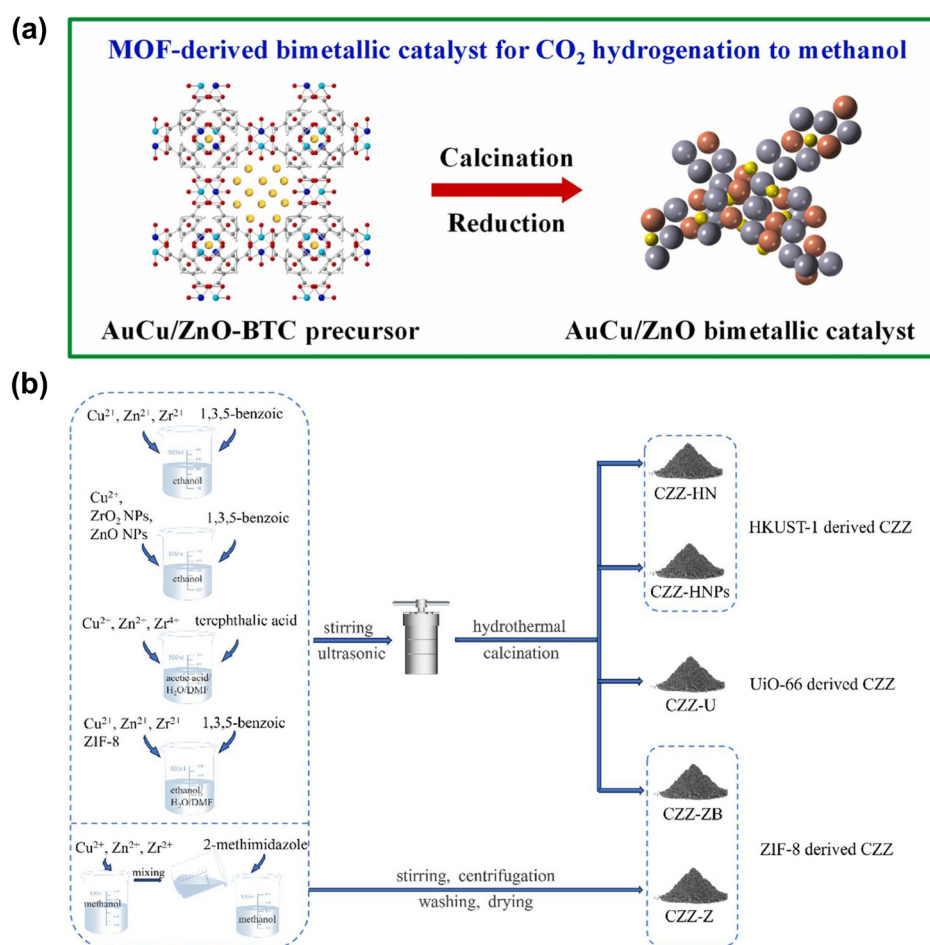 (a)
MOF-derived bimetallic catalyst for CO₂ hydrogenation to methanol
Calcination
Reduction
AuCu/ZnO-BTC precursor
AuCu/ZnO bimetallic catalyst
(b)
Cu²⁺, Zn²⁺, Zr²⁺ 1,3,5-benzoic
ethanol
Cu²⁺,
ZrO₂ NPs,
ZnO NPs
1,3,5-benzoic
ethanol
Cu²⁺, Zn²⁺, Zr⁴⁺ terephthalic acid
acetic acid/
H₂O/DMF
Cu²⁺, Zn²⁺, Zr²⁺ 1,3,5-benzoic
ZIF-8
ethanol/
H₂O/DMF
Cu²⁺, Zn²⁺, Zr²⁺
mixing
2-methimidazole
methanol
methanol
stirring
ultrasonic
hydrothermal
calcination
stirring, centrifugation
washing, drying
CZZ-HN
CZZ-HNPs
HKUST-1 derived CZZ
CZZ-U
UiO-66 derived CZZ
CZZ-ZB
CZZ-Z
ZIF-8 derived CZZ